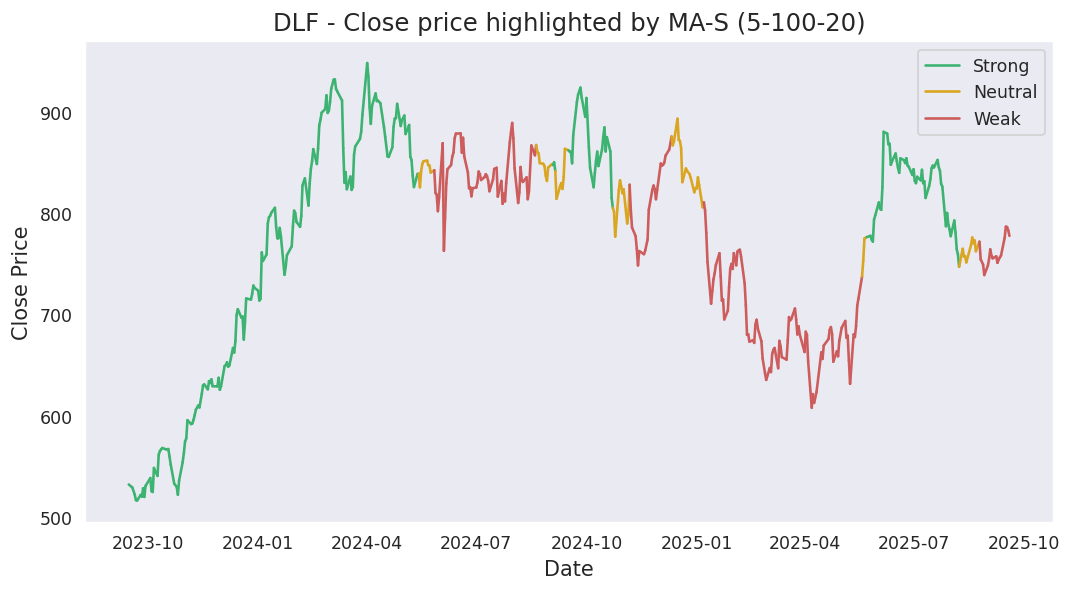 DLF - Close price highlighted by MA-S (5-100-20)
Strong
Neutral
Weak
Close Price
900
800
700
600
500
2023-10 2024-01 2024-04 2024-07 2024-10 2025-01 2025-04 2025-07 2025-10
Date